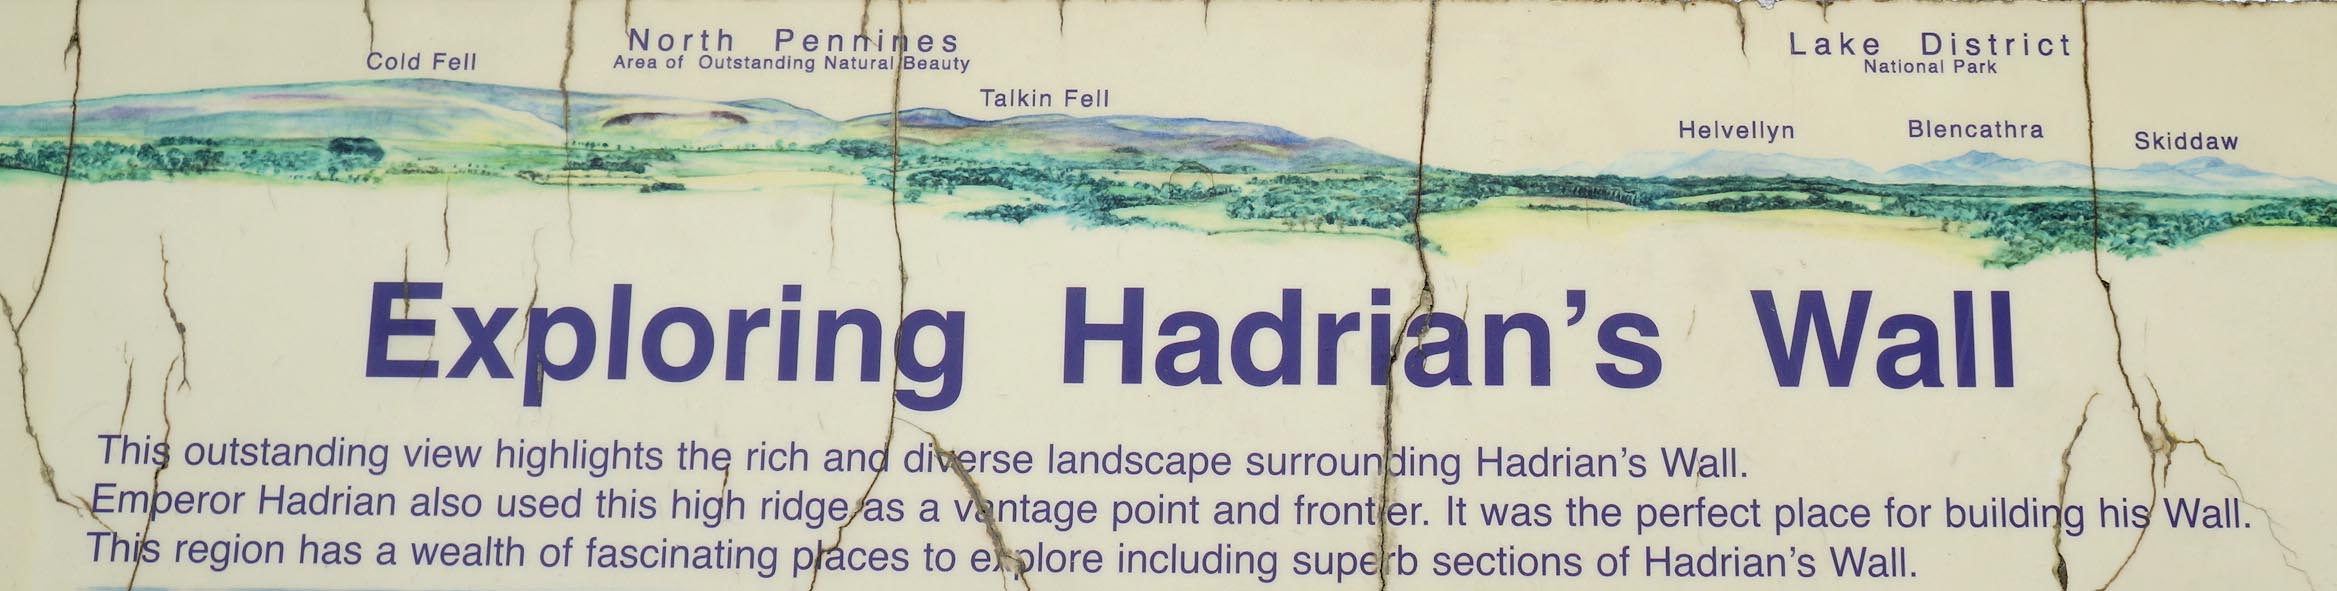 North Pennines
Area of Outstanding Natural Beauty
Cold Fell
Talkin Fell
Lake District
National Park
Helvellyn
Blencathra
Skiddaw
Exploring Hadrian's Wall
This outstanding view highlights the rich and diverse landscape surrounding Hadrian's Wall.
Emperor Hadrian also used this high ridge as a vantage point and frontier. It was the perfect place for building his Wall.
This region has a wealth of fascinating places to explore including superb sections of Hadrian's Wall.